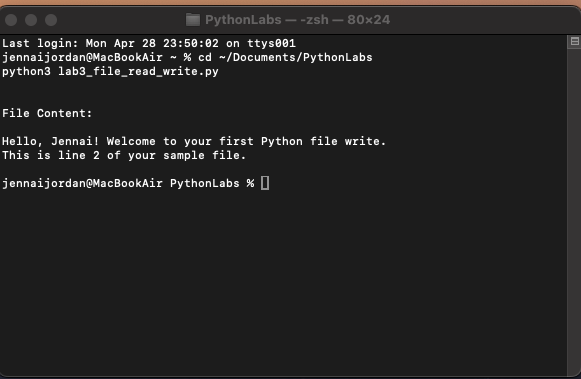 PythonLabs — -zsh — 80×24
Last login: Mon Apr 28 23:50:02 on ttys001
jennaijordan@MacBookAir ~ % cd ~/Documents/PythonLabs
python3 lab3_file_read_write.py
File Content:
Hello, Jennai! Welcome to your first Python file write.
This is line 2 of your sample file.
jennaijordan@MacBookAir PythonLabs %